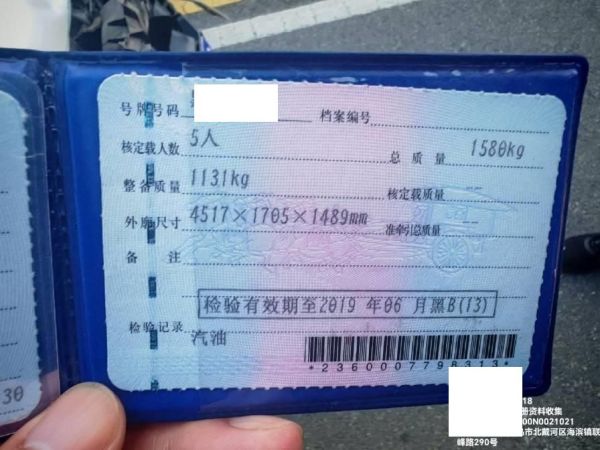 号牌号码
档案编号
核定载人数 5人 总质量 1580kg
整备质量 1131kg 核定载质量 --
外廓尺寸 4517×1705×1489mm 准牵引总质量 --
备注
检验有效期至2019年06月黑B(13)
检验记录 汽油
*2360007798313*
30
18
册资料收集
00N0021021
市北戴河区海滨镇联
峰路290号